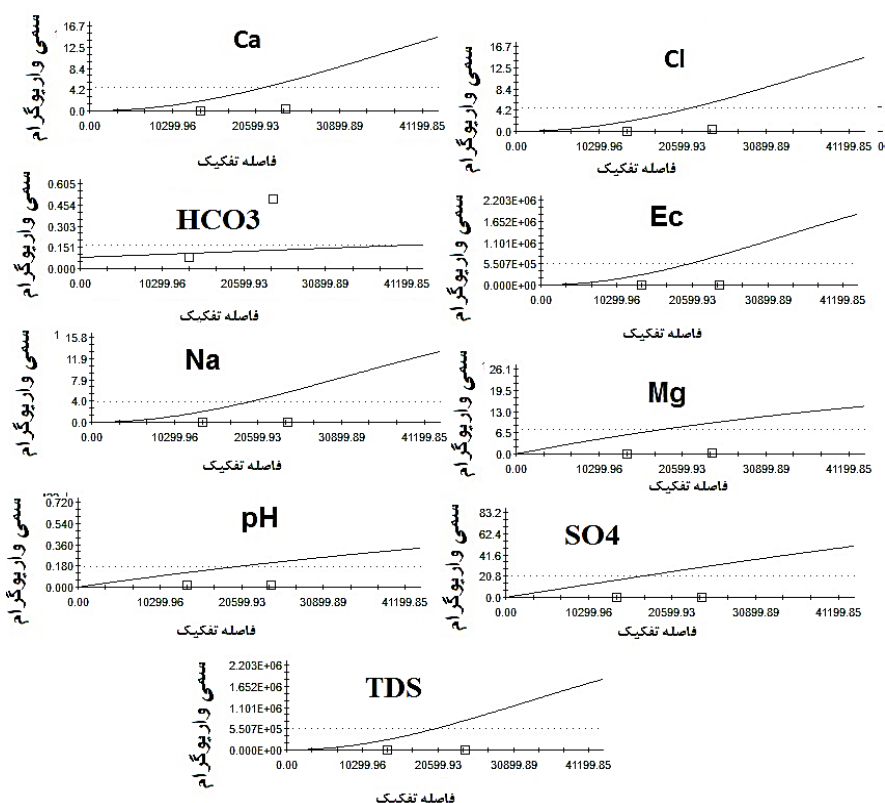 سمی واریوگرام
Ca
16.7
12.5
8.4
4.2
0.0
0.00 10299.96 20599.93 30899.89 41199.85
فاصله تفکیک
سمی واریوگرام
Cl
16.7
12.5
8.4
4.2
0.0
0.00 10299.96 20599.93 30899.89 41199.85
فاصله تفکیک
سمی واریوگرام
HCO3
0.605
0.454
0.303
0.151
0.000
0.00 10299.96 20599.93 30899.89 41199.85
فاصله تفکیک
سمی واریوگرام
Ec
2.203E+06
1.652E+06
1.101E+06
5.507E+05
0.000E+00
0.00 10299.96 20599.93 30899.89 41199.85
فاصله تفکیک
سمی واریوگرام
Na
15.8
11.9
7.9
4.0
0.0
0.00 10299.96 20599.93 30899.89 41199.85
فاصله تفکیک
سمی واریوگرام
Mg
26.1
19.5
13.0
6.5
0.0
0.00 10299.96 20599.93 30899.89 41199.85
فاصله تفکیک
سمی واریوگرام
pH
0.720
0.540
0.360
0.180
0.000
0.00 10299.96 20599.93 30899.89 41199.85
فاصله تفکیک
سمی واریوگرام
SO4
83.2
62.4
41.6
20.8
0.0
0.00 10299.96 20599.93 30899.89 41199.85
فاصله تفکیک
سمی واریوگرام
TDS
2.203E+06
1.652E+06
1.101E+06
5.507E+05
0.000E+00
0.00 10299.96 20599.93 30899.89 41199.85
فاصله تفکیک